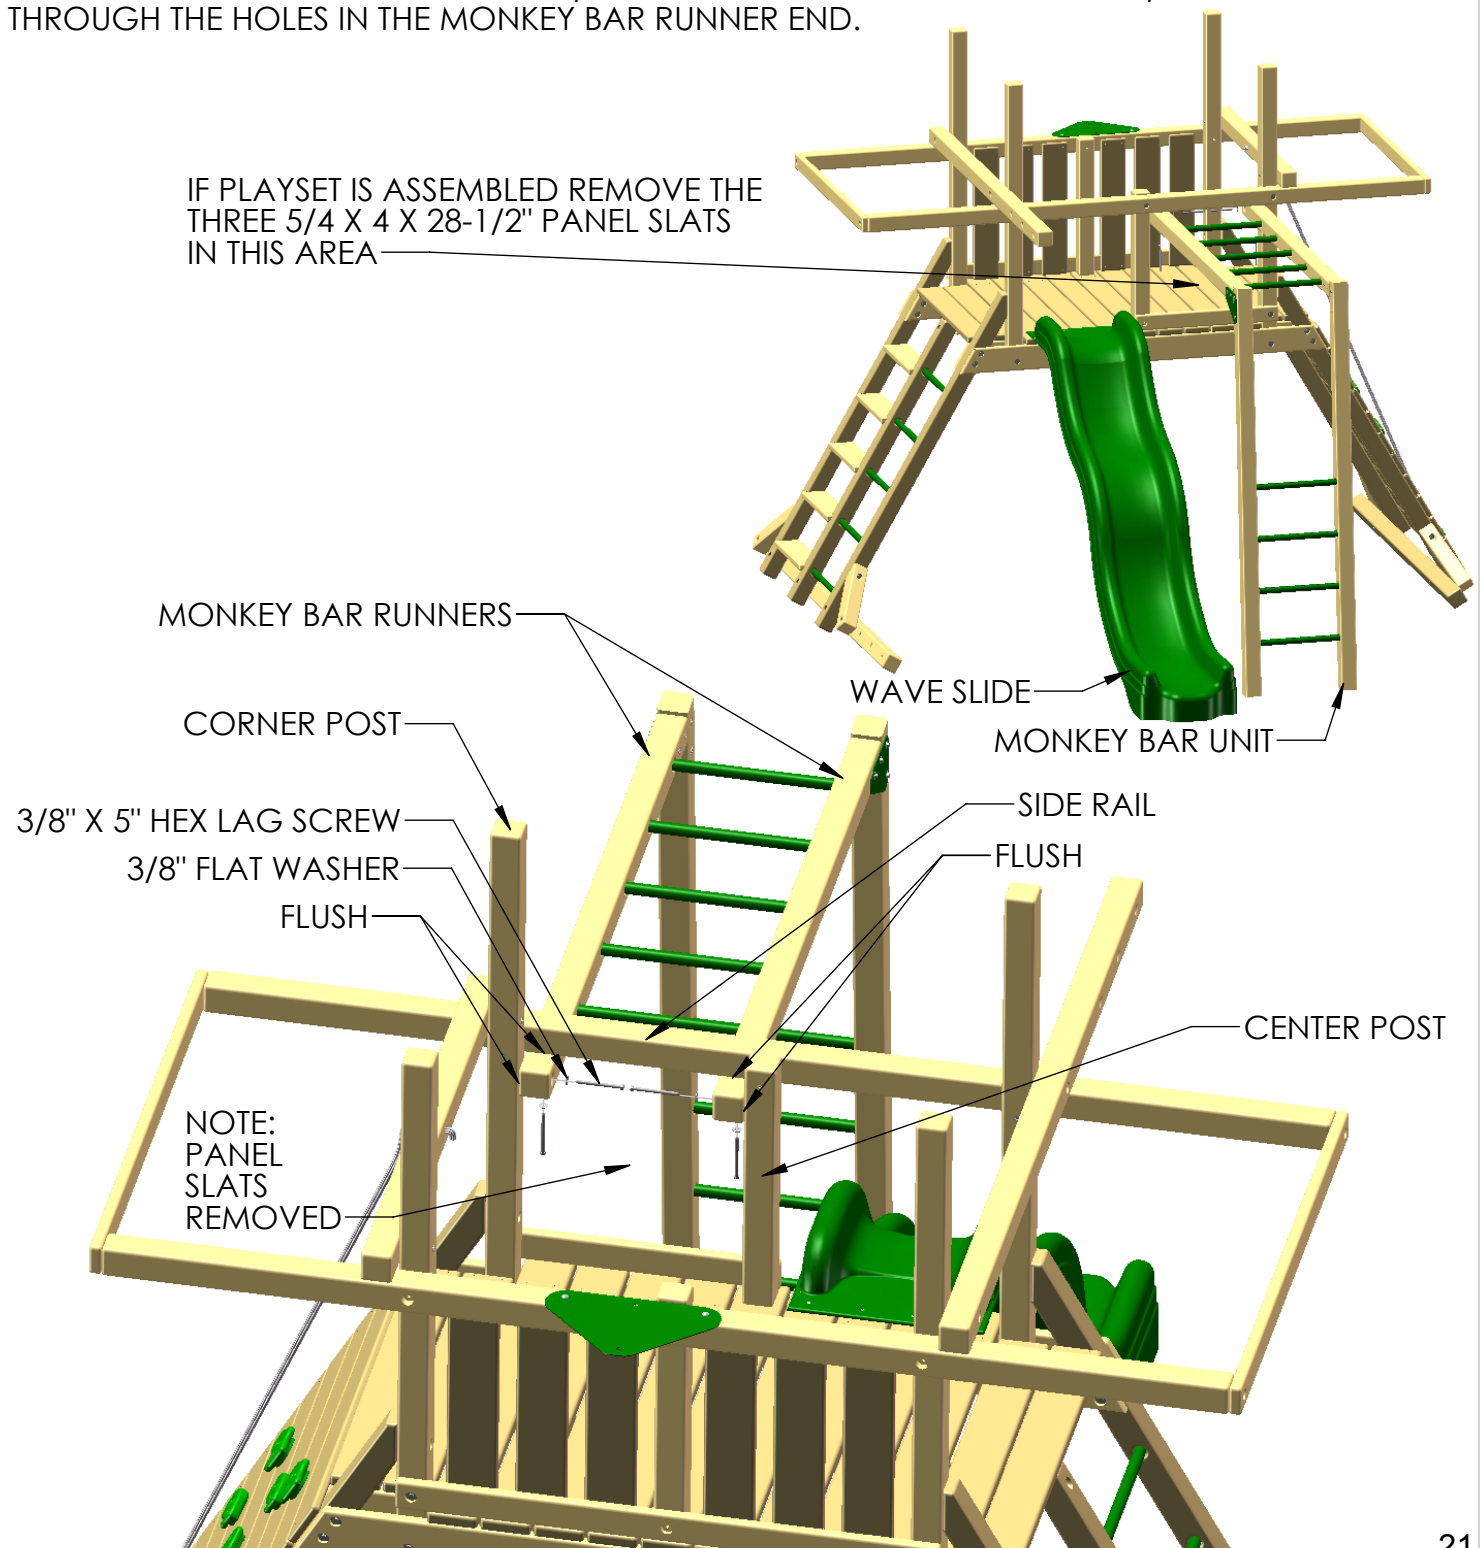 THROUGH THE HOLES IN THE MONKEY BAR RUNNER END.
IF PLAYSET IS ASSEMBLED REMOVE THE
THREE 5/4 X 4 X 28-1/2" PANEL SLATS
IN THIS AREA
MONKEY BAR RUNNERS
WAVE SLIDE
MONKEY BAR UNIT
CORNER POST
3/8" X 5" HEX LAG SCREW
3/8" FLAT WASHER
FLUSH
SIDE RAIL
FLUSH
CENTER POST
NOTE:
PANEL
SLATS
REMOVED
21